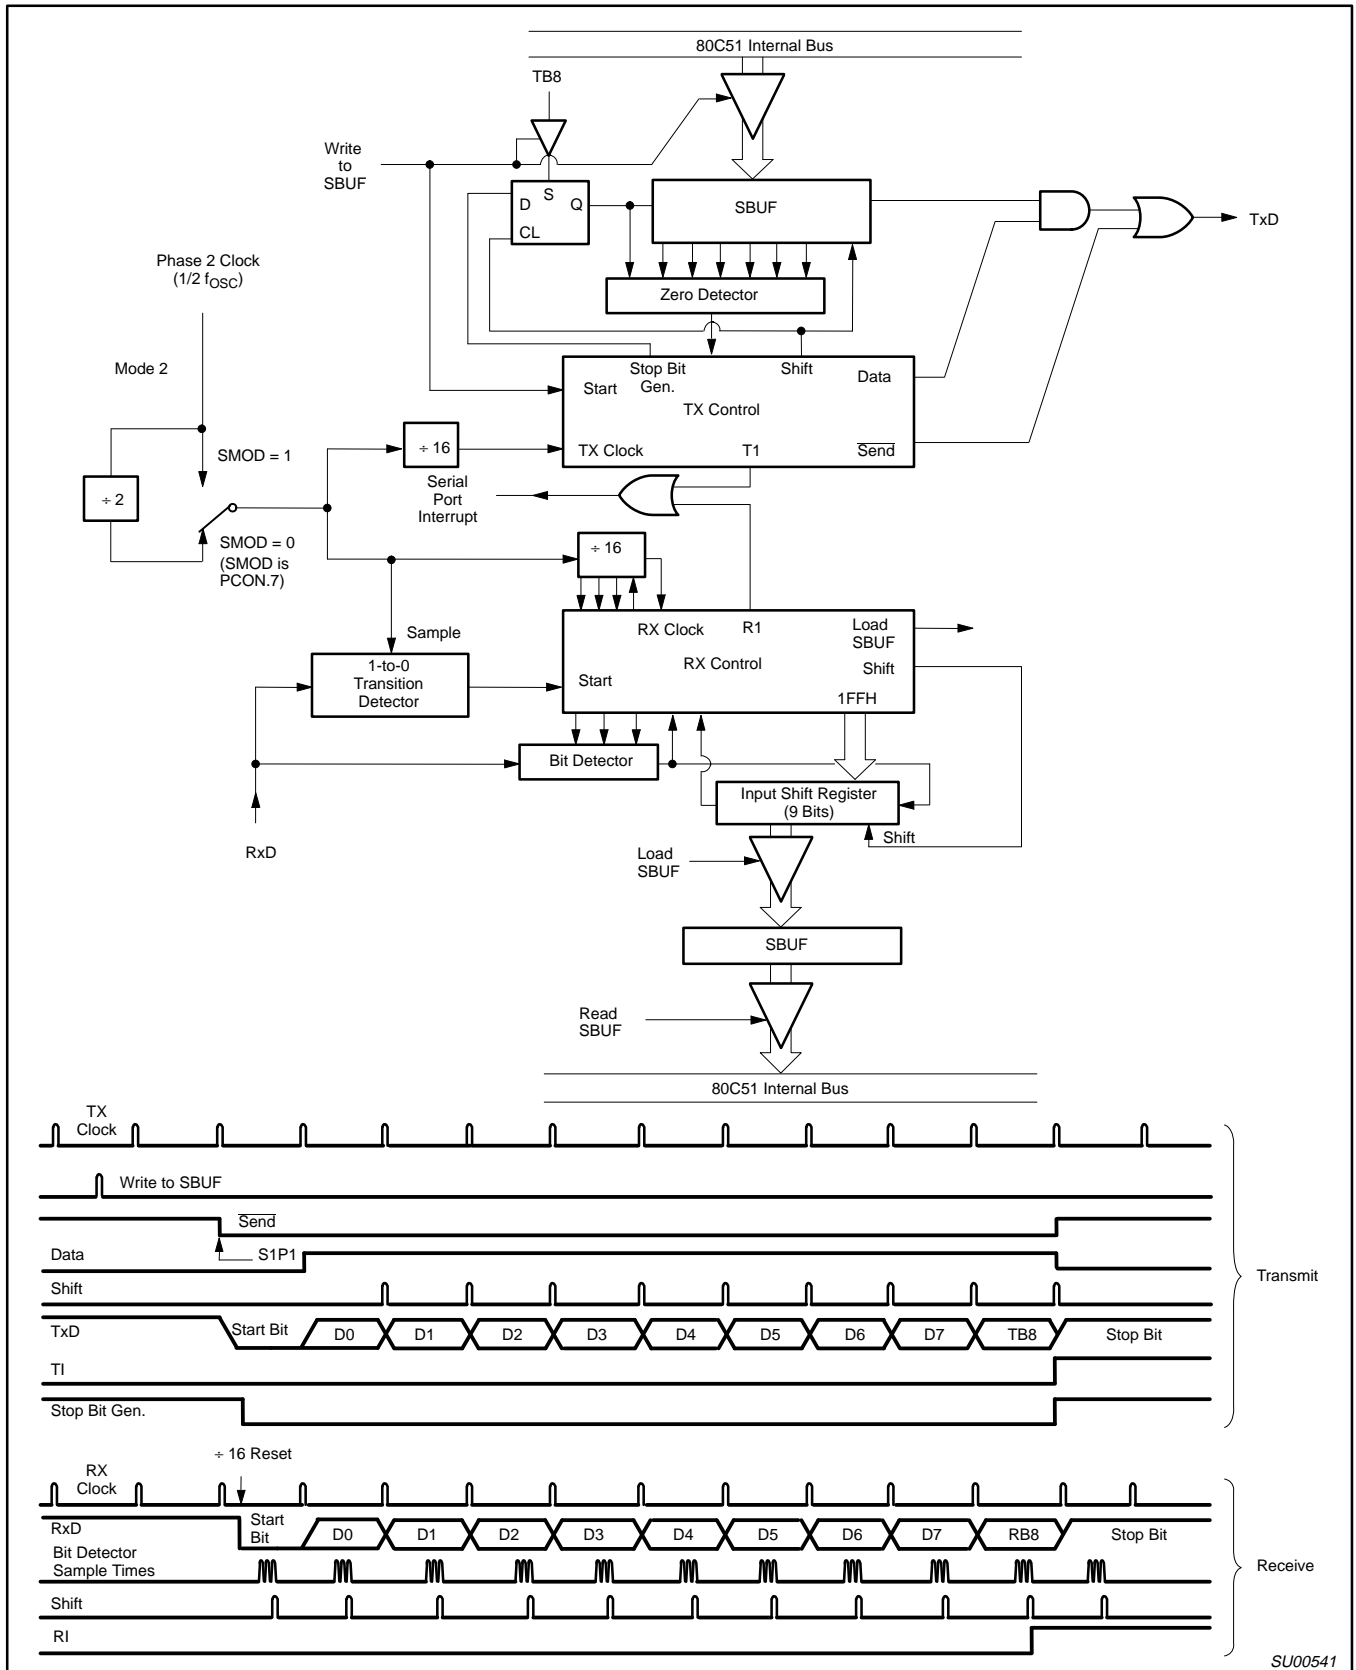 80C51 Internal Bus
TB8
Write
to
SBUF
S
D
Q
CL
SBUF
TxD
Phase 2 Clock
(1/2 fOSC)
Zero Detector
Mode 2
Stop Bit
Gen.
Shift
Data
Start
TX Control
÷ 16
TX Clock
T1
Send
SMOD = 1
÷ 2
Serial
Port
Interrupt
SMOD = 0
(SMOD is
PCON.7)
÷ 16
Sample
RX Clock
R1
Load
SBUF
RX Control
Shift
1-to-0
Transition
Detector
Start
1FFH
Bit Detector
Input Shift Register
(9 Bits)
Shift
RxD
Load
SBUF
SBUF
Read
SBUF
80C51 Internal Bus
TX
Clock
Write to SBUF
Send
Data
S1P1
Shift
Transmit
TxD
Start Bit D0 D1 D2 D3 D4 D5 D6 D7 TB8 Stop Bit
TI
Stop Bit Gen.
÷ 16 Reset
RX
Clock
RxD
Start
Bit
D0 D1 D2 D3 D4 D5 D6 D7 RB8 Stop Bit
Bit Detector
Sample Times
Receive
Shift
RI
SU00541